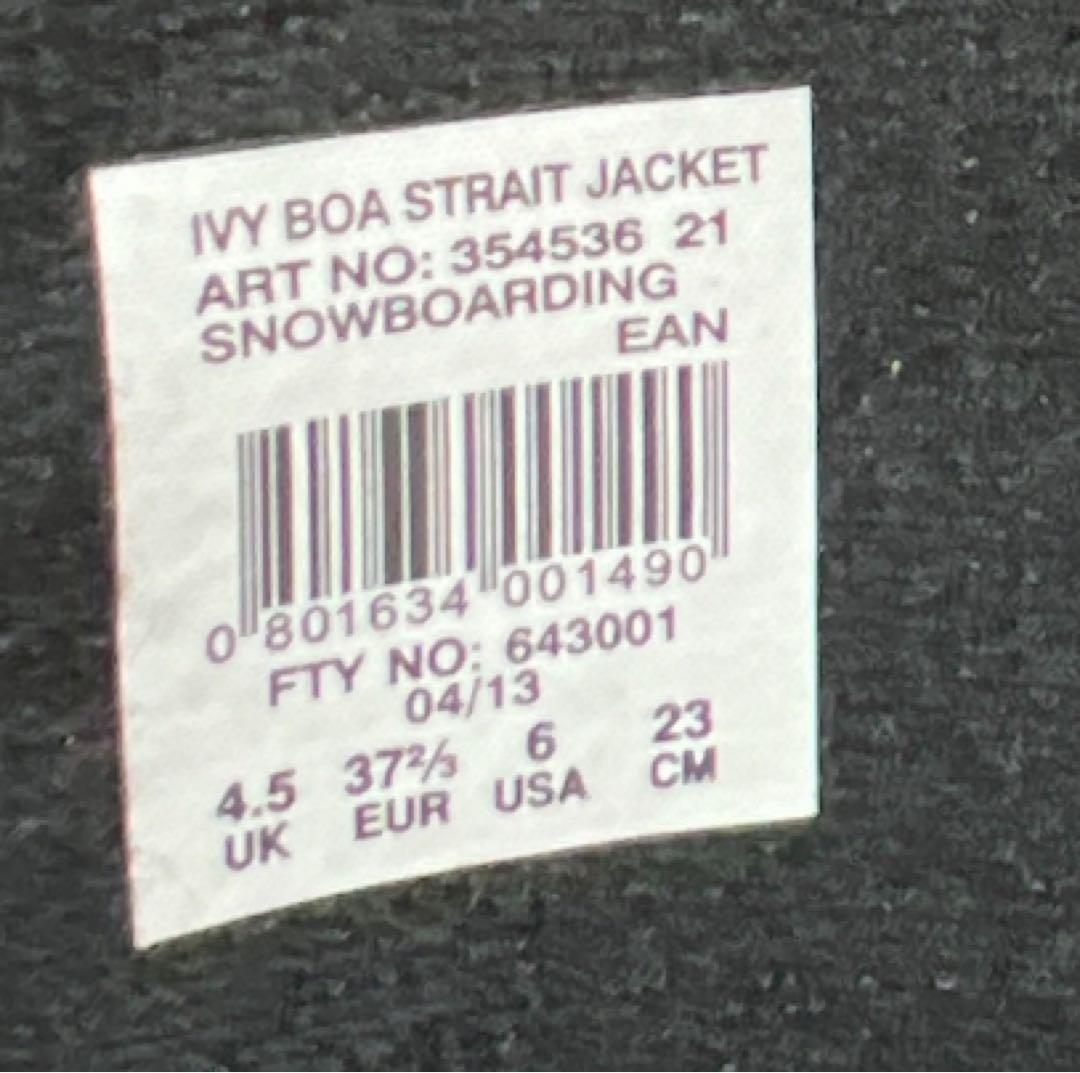 IVY BOA STRAIT JACKET
ART NO: 354536 21
SNOWBOARDING
EAN
0 801634 001490
FTY NO: 643001
04/13
4.5 37⅔ 6 23
UK EUR USA CM